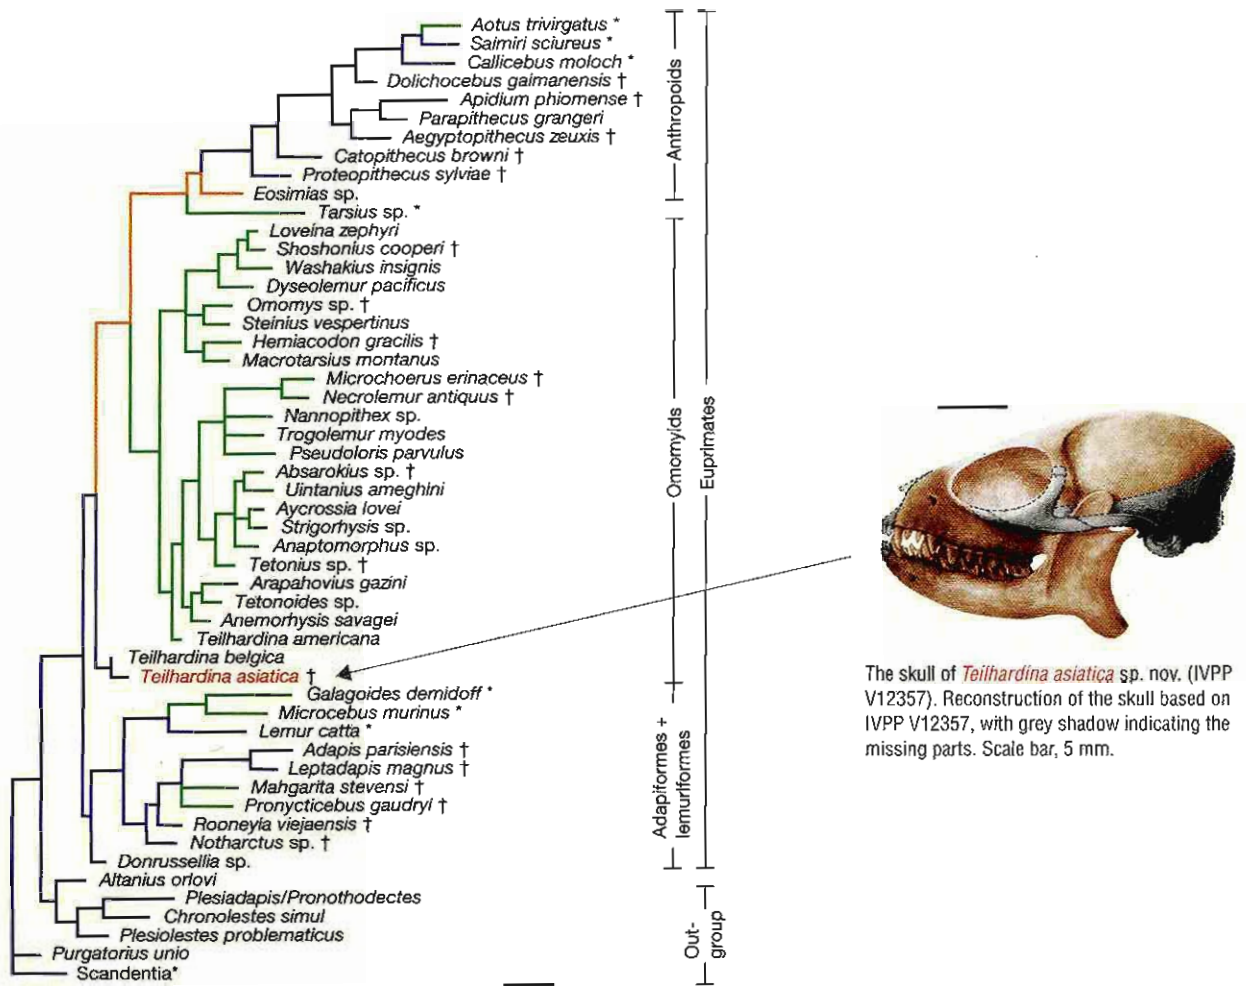 Aotus trivirgatus *
Saimiri sciureus *
Callicebus moloch *
Dolichocebus gaimanensis †
Apidium phiomense †
Parapithecus grangeri
Aegyptopithecus zeuxis †
Catopithecus browni †
Proteopithecus sylviae †
Eosimias sp.
Tarsius sp. *
Loveina zephyri
Shoshonius cooperi †
Washakius insignis
Dyseolemur pacificus
Omomys sp. †
Steinius vespertinus
Hemiacodon gracilis †
Macrotarsius montanus
Microchoerus erinaceus †
Necrolemur antiquus †
Nannopithex sp.
Trogolemur myodes
Pseudoloris parvulus
Absarokius sp. †
Uintanius ameghini
Aycrossia lovei
Strigorhysis sp.
Anaptomorphus sp.
Tetonius sp. †
Arapahovius gazini
Tetonoides sp.
Anemorhysis savagei
Teilhardina americana
Teilhardina belgica
Teilhardina asiatica †
Galagoides demidoff *
Microcebus murinus *
Lemur catta *
Adapis parisiensis †
Leptadapis magnus †
Mahgarita stevensi †
Pronycticebus gaudryi †
Rooneyia viejaensis †
Notharctus sp. †
Donrussellia sp.
Altanius orlovi
Plesiadapis/Pronothodectes
Chronolestes simul
Plesiolestes problematicus
Purgatorius unio
Scandentia*
Anthropoids
Omomyids
Adapiformes +
lemuriformes
Euprimates
Out-
group
The skull of Teilhardina asiatica sp. nov. (IVPP
V12357). Reconstruction of the skull based on
IVPP V12357, with grey shadow indicating the
missing parts. Scale bar, 5 mm.